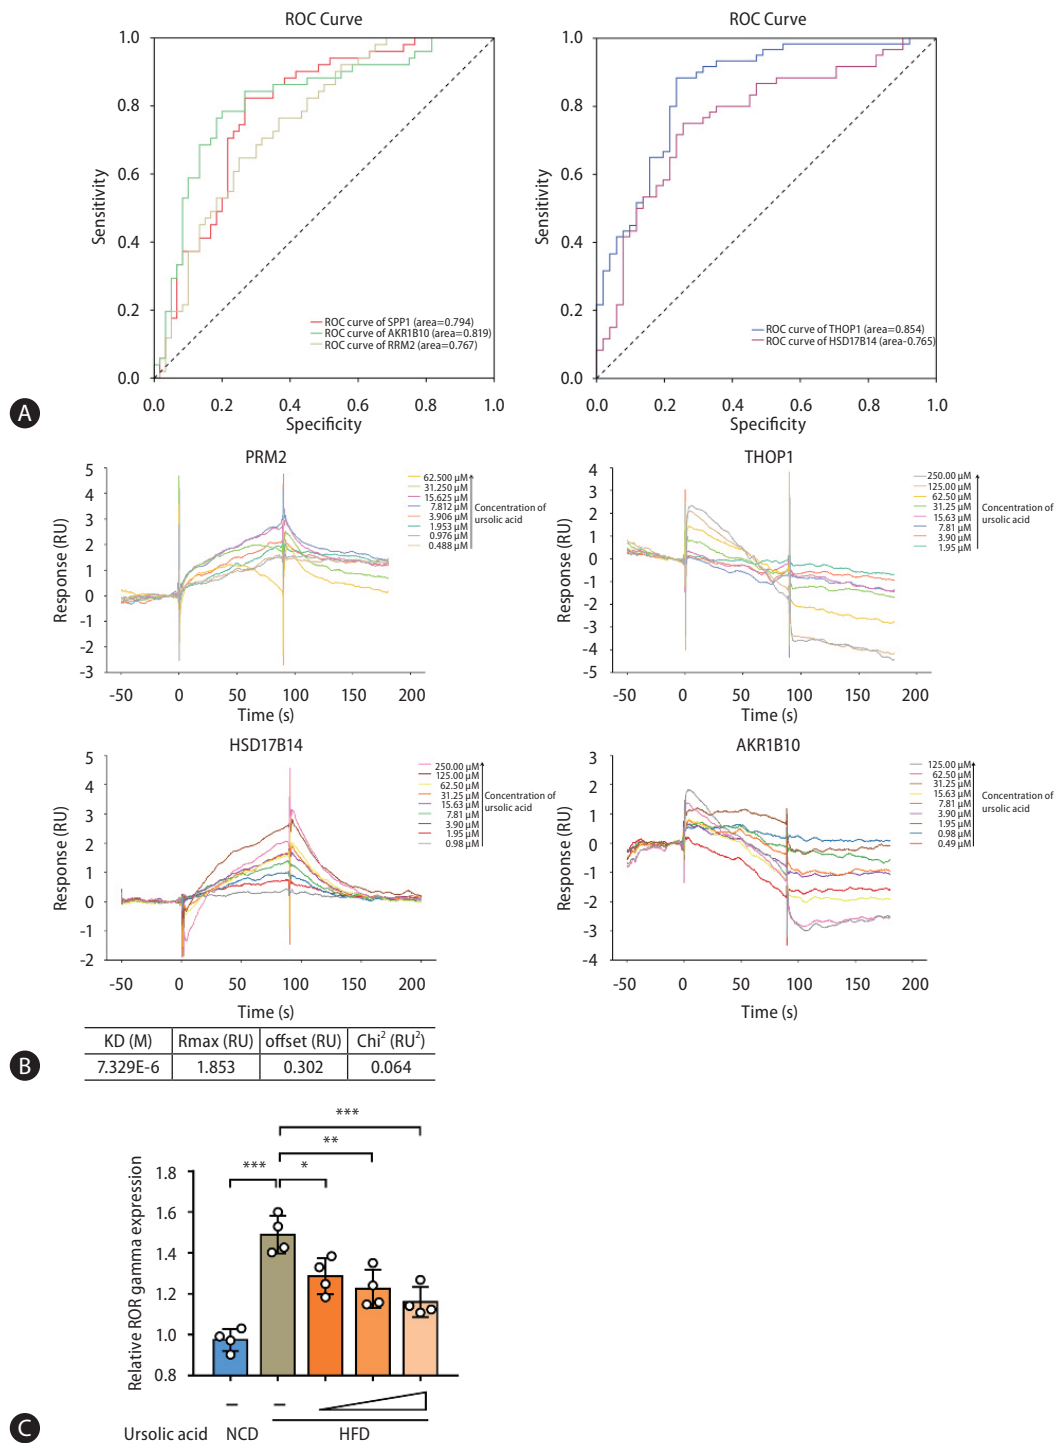 ROC Curve
1.0
0.8
0.6
0.4
0.2
0.0
Sensitivity
ROC curve of SPP1 (area=0.794)
ROC curve of AKR1B10 (area=0.819)
ROC curve of RRM2 (area=0.767)
0.0 0.2 0.4 0.6 0.8 1.0
Specificity
ROC Curve
1.0
0.8
0.6
0.4
0.2
0.0
Sensitivity
ROC curve of THOP1 (area=0.854)
ROC curve of HSD17B14 (area-0.765)
0.0 0.2 0.4 0.6 0.8 1.0
Specificity
A
PRM2
5
4
3
2
1
0
-1
-2
-3
Response (RU)
62.500 µM
31.250 µM
15.625 µM
7.812 µM
3.906 µM
1.953 µM
0.976 µM
0.488 µM
Concentration of
ursolic acid
-50 0 50 100 150 200
Time (s)
THOP1
4
3
2
1
0
-1
-2
-3
-4
-5
Response (RU)
250.00 µM
125.00 µM
62.50 µM
31.25 µM
15.63 µM
7.81 µM
3.90 µM
1.95 µM
Concentration of
ursolic acid
-50 0 50 100 150 200
Time (s)
HSD17B14
5
4
3
2
1
0
-1
-2
Response (RU)
250.00 µM
125.00 µM
62.50 µM
31.25 µM
15.63 µM
7.81 µM
3.90 µM
1.95 µM
0.98 µM
Concentration of
ursolic acid
-50 0 50 100 150 200
Time (s)
AKR1B10
3
2
1
0
-1
-2
-3
-4
Response (RU)
125.00 µM
62.50 µM
31.25 µM
15.63 µM
7.81 µM
3.90 µM
1.95 µM
0.98 µM
0.49 µM
Concentration of
ursolic acid
-50 0 50 100 150 200
Time (s)
KD (M) Rmax (RU) offset (RU) Chi² (RU²)
7.329E-6 1.853 0.302 0.064
B
***
**
*** *
1.8
1.6
1.4
1.2
1.0
0.8
Relative ROR gamma expression
– –
Ursolic acid NCD HFD
C